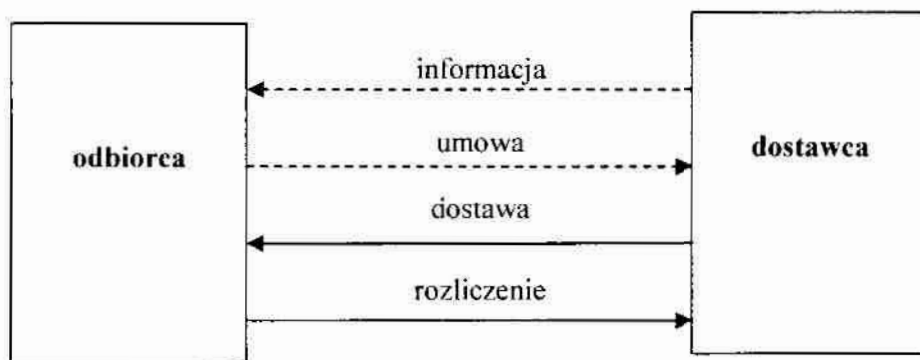 informacja
odbiorca
umowa
dostawca
dostawa
rozliczenie